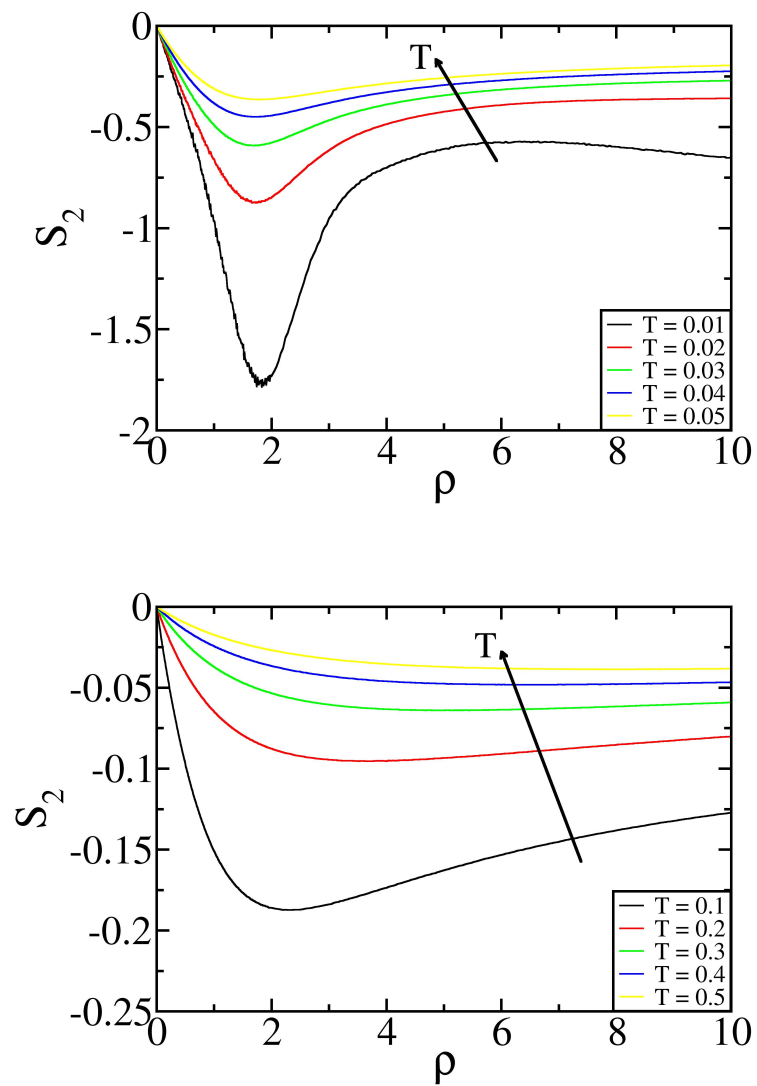 0
T
-0.5
S₂
-1
-1.5
T = 0.01
T = 0.02
T = 0.03
T = 0.04
T = 0.05
-2
0 2 4 6 8 10
ρ
0
T
-0.05
-0.1
S₂
-0.15
-0.2
T = 0.1
T = 0.2
T = 0.3
T = 0.4
T = 0.5
-0.25
0 2 4 6 8 10
ρ